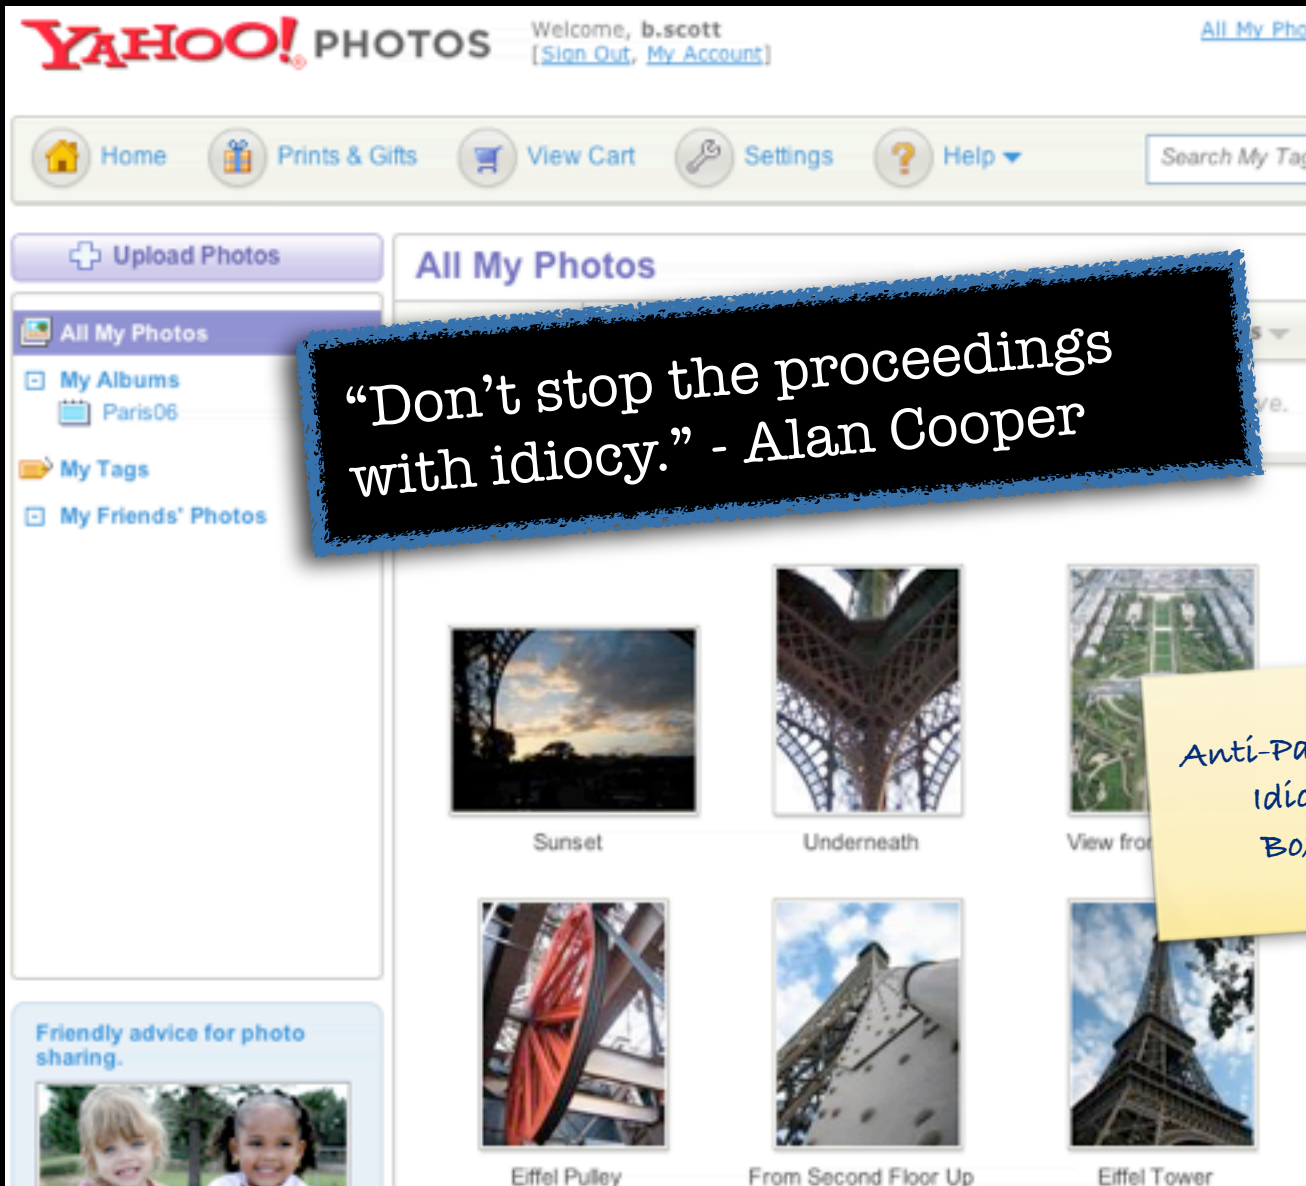 YAHOO! PHOTOS
Welcome, b.scott
[Sign Out, My Account]
All My Pho
Home
Prints & Gifts
View Cart
Settings
Help
Search My Tag
Upload Photos
All My Photos
My Albums
Paris06
My Tags
My Friends' Photos
All My Photos
“Don’t stop the proceedings
with idiocy.” - Alan Cooper
s
ve.
Sunset
Underneath
View fro
Anti-Pa
Idio
Bo
Eiffel Pulley
From Second Floor Up
Eiffel Tower
Friendly advice for photo
sharing.